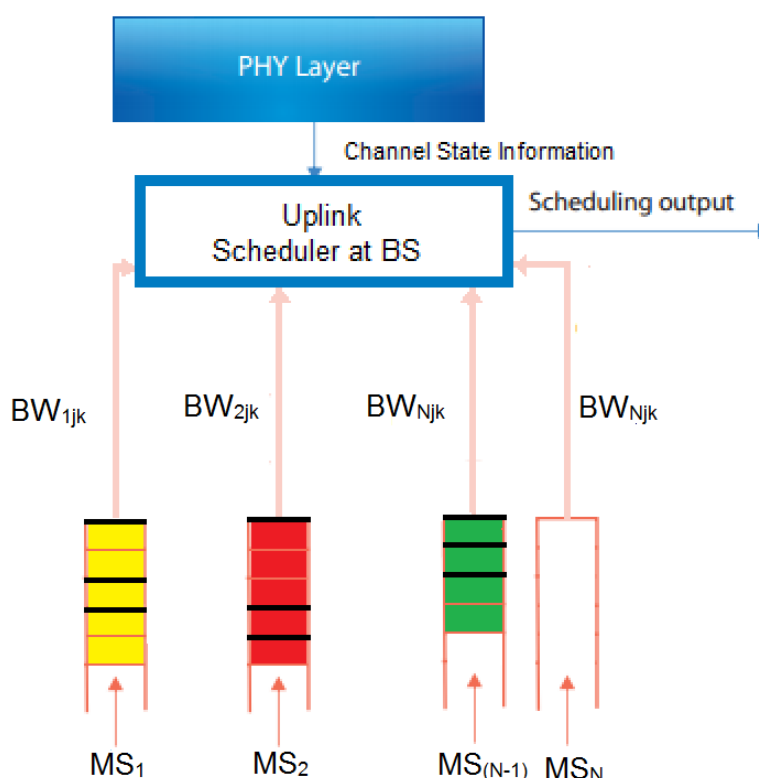 PHY Layer
Channel State Information
Uplink
Scheduler at BS
Scheduling output
BW1jk
BW2jk
BWNjk
BWNjk
MS1
MS2
MS(N-1)
MSN